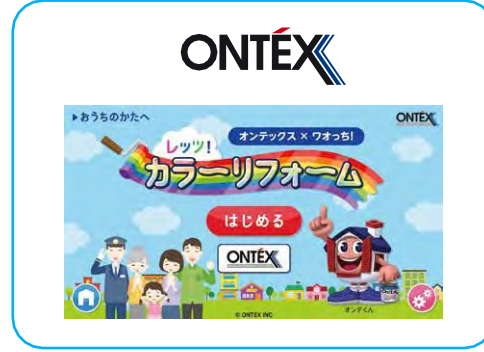 ONTEX
▶おうちのかたへ
ONTEX
オンテックス × ワオっち!
レッツ!
カラーリフォーム
はじめる
ONTEX
オンテくん
© ONTEX INC